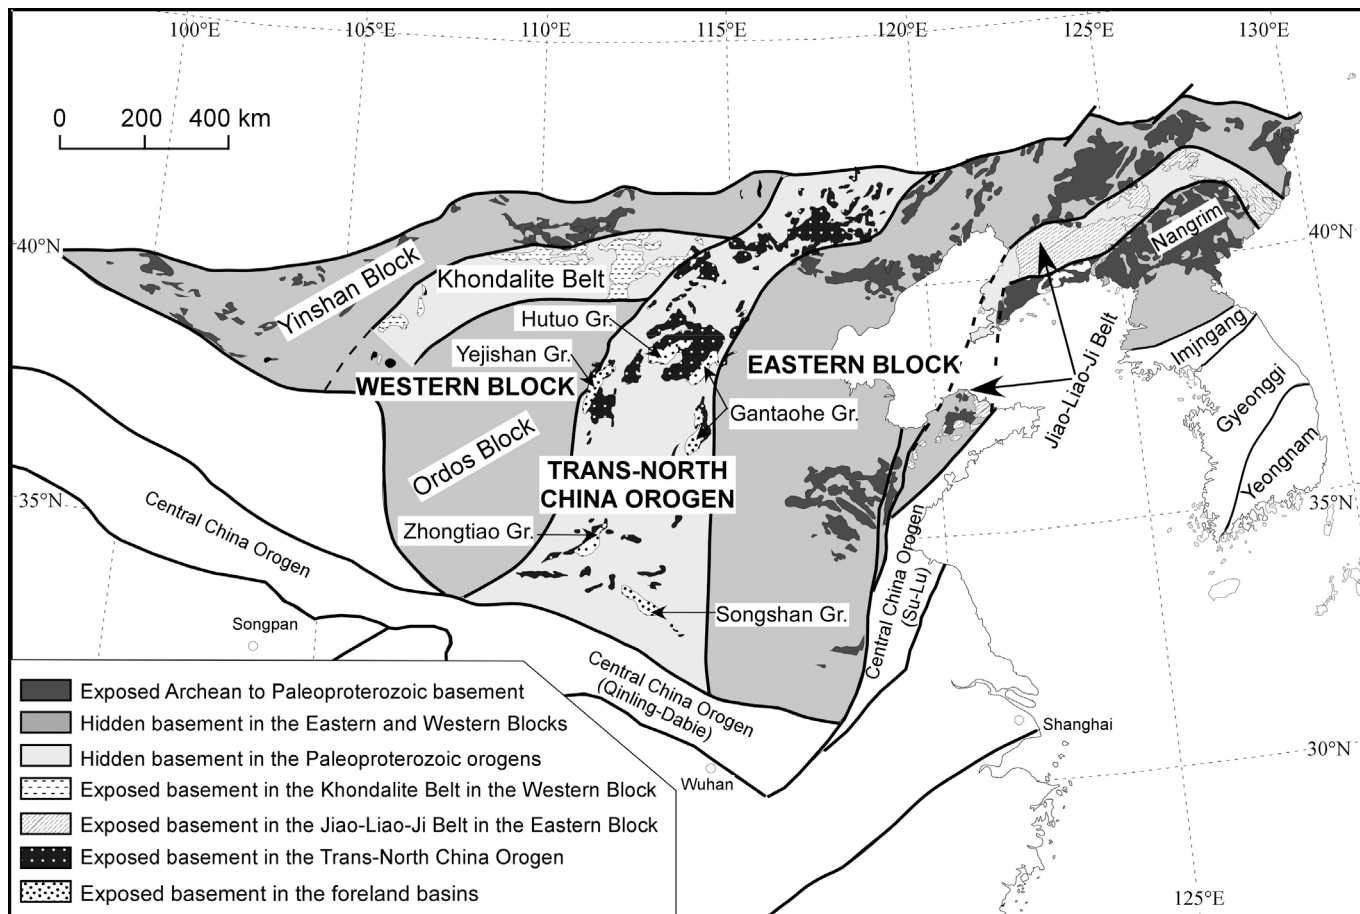 100°E 105°E 110°E 115°E 120°E 125°E 130°E
0 200 400 km
40°N
40°N
Nangrim
Yinshan Block
Khondalite Belt
Hutuo Gr.
Yejishan Gr.
WESTERN BLOCK
EASTERN BLOCK
Imjngang
Jiao-Liao-Ji Belt
Gyeonggi
Gantaohe Gr.
Ordos Block
Yeongnam
TRANS-NORTH
CHINA OROGEN
35°N
35°N
Central China Orogen
Zhongtiao Gr.
Central China Orogen
(Su-Lu)
Songshan Gr.
Songpan
Central China Orogen
(Qinling-Dabie)
Shanghai
30°N
Wuhan
Exposed Archean to Paleoproterozoic basement
Hidden basement in the Eastern and Western Blocks
Hidden basement in the Paleoproterozoic orogens
Exposed basement in the Khondalite Belt in the Western Block
Exposed basement in the Jiao-Liao-Ji Belt in the Eastern Block
Exposed basement in the Trans-North China Orogen
Exposed basement in the foreland basins
125°E